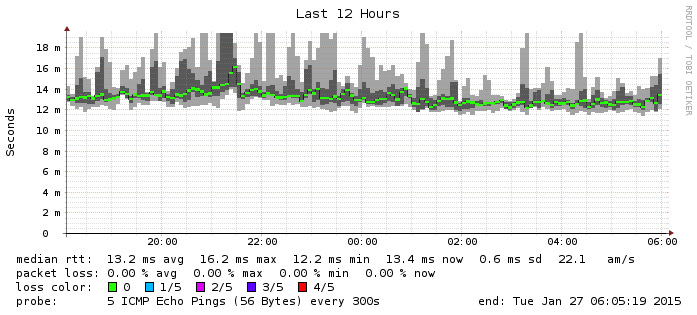 Last 12 Hours
RRDTOOL / TOBI OETIKER
Seconds
18 m
16 m
14 m
12 m
10 m
8 m
6 m
4 m
2 m
0
20:00 22:00 00:00 02:00 04:00 06:00
median rtt: 13.2 ms avg 16.2 ms max 12.2 ms min 13.4 ms now 0.6 ms sd 22.1 am/s
packet loss: 0.00 % avg 0.00 % max 0.00 % min 0.00 % now
loss color: 0 1/5 2/5 3/5 4/5
probe: 5 ICMP Echo Pings (56 Bytes) every 300s end: Tue Jan 27 06:05:19 2015